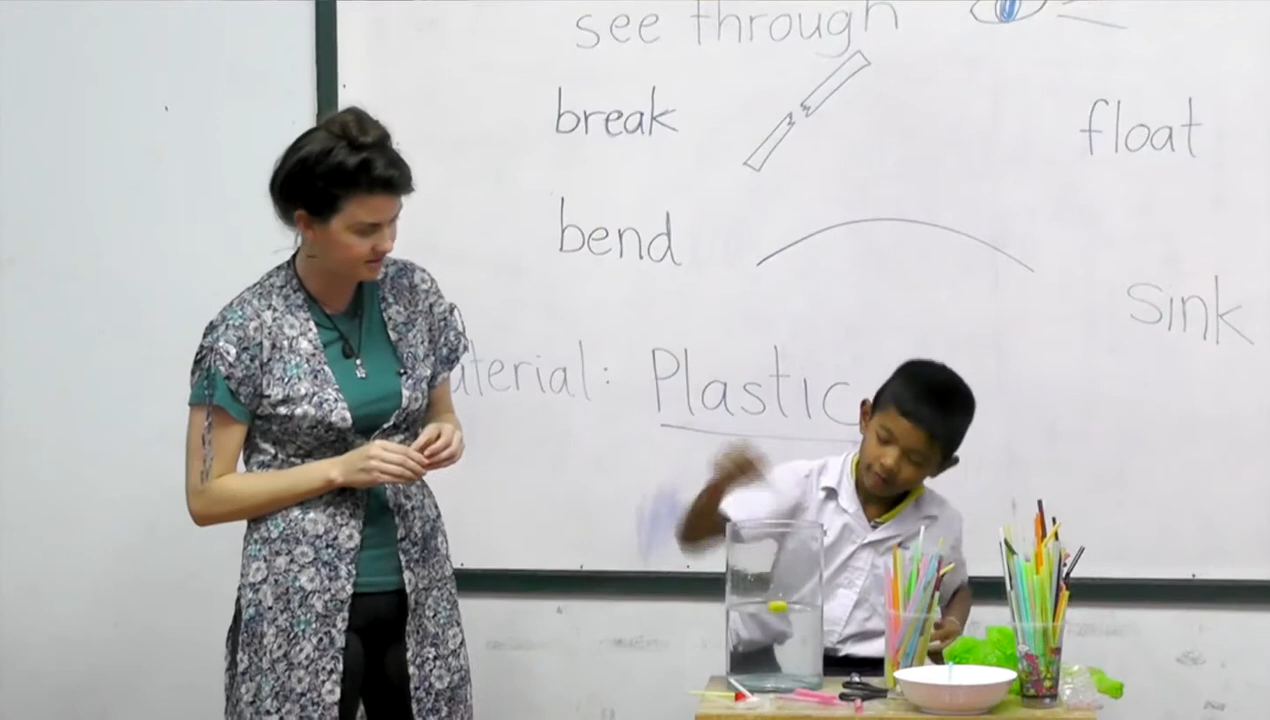 see through
break
float
bend
sink
aterial: Plastic